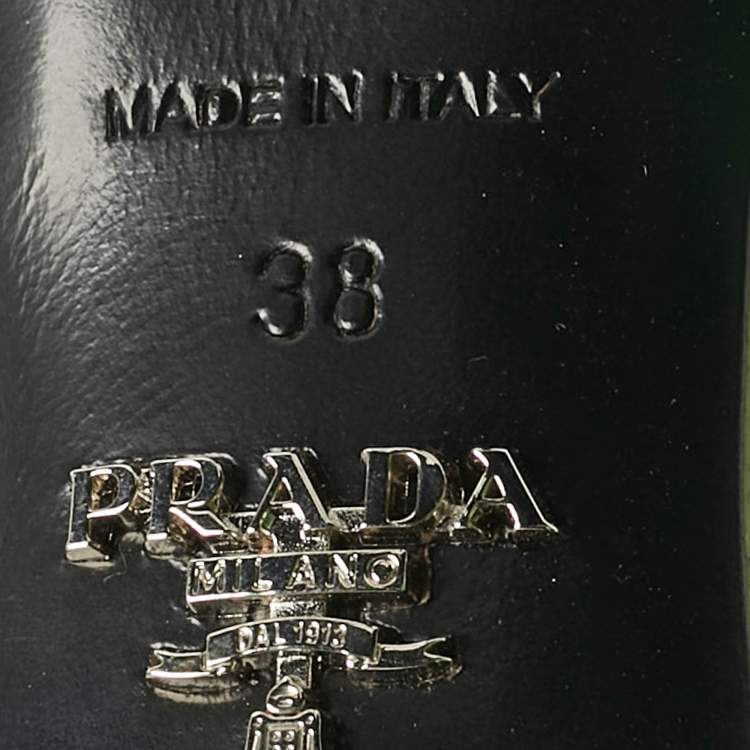 MADE IN ITALY
38
PRADA
MILANO
DAL 1913